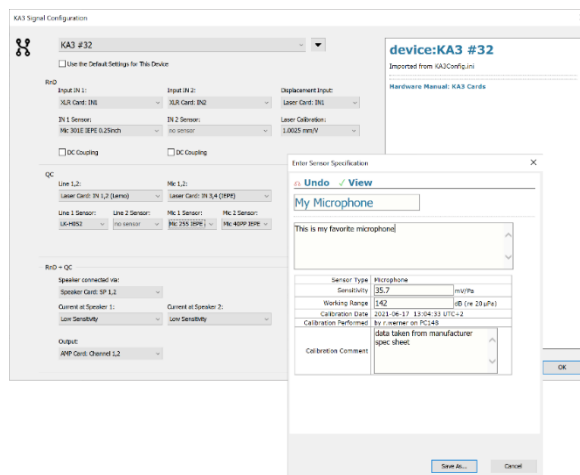 KA3 Signal Configuration
KA3 #32
Use the Default Settings for This Device
RnD
Input IN 1: Input IN 2: Displacement Input:
XLR Card: IN1 XLR Card: IN2 Laser Card: IN1
IN 1 Sensor: IN 2 Sensor: Laser Calibration:
Mic 301E IEPE 0.25inch no sensor 1.0025 mm/V
DC Coupling DC Coupling
QC
Line 1,2: Mic 1,2:
Laser Card: IN 1,2 (Lemo) Laser Card: IN 3,4 (IEPE)
Line 1 Sensor: Line 2 Sensor: Mic 1 Sensor: Mic 2 Sensor:
LK-H052 no sensor Mic 255 IEPE Mic 40PP IEPE
RnD + QC
Speaker connected via:
Speaker Card: SP 1,2
Current at Speaker 1: Current at Speaker 2:
Low Sensitivity Low Sensitivity
Output:
AMP Card: Channel 1,2
device:KA3 #32
Imported from KA3Config.ini
Hardware Manual: KA3 Cards
OK
Enter Sensor Specification
Undo View
My Microphone
This is my favorite microphone
Sensor Type Microphone
Sensitivity 35.7 mV/Pa
Working Range 142 dB (re 20 µPa)
Calibration Date 2021-06-17 13:04:33 UTC+2
Calibration Performed by r.werner on PC148
Calibration Comment data taken from manufacturer
spec sheet
Save As... Cancel